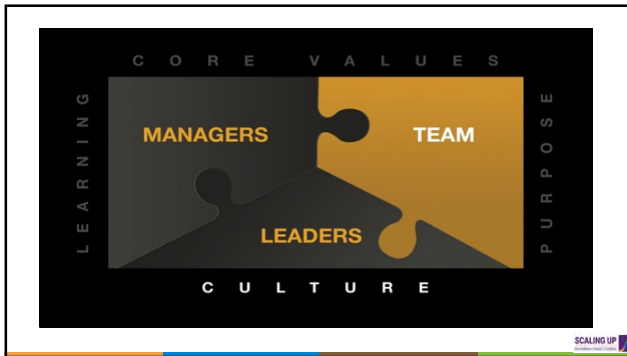 CORE VALUES
LEARNING
MANAGERS
TEAM
PURPOSE
LEADERS
CULTURE
SCALING UP